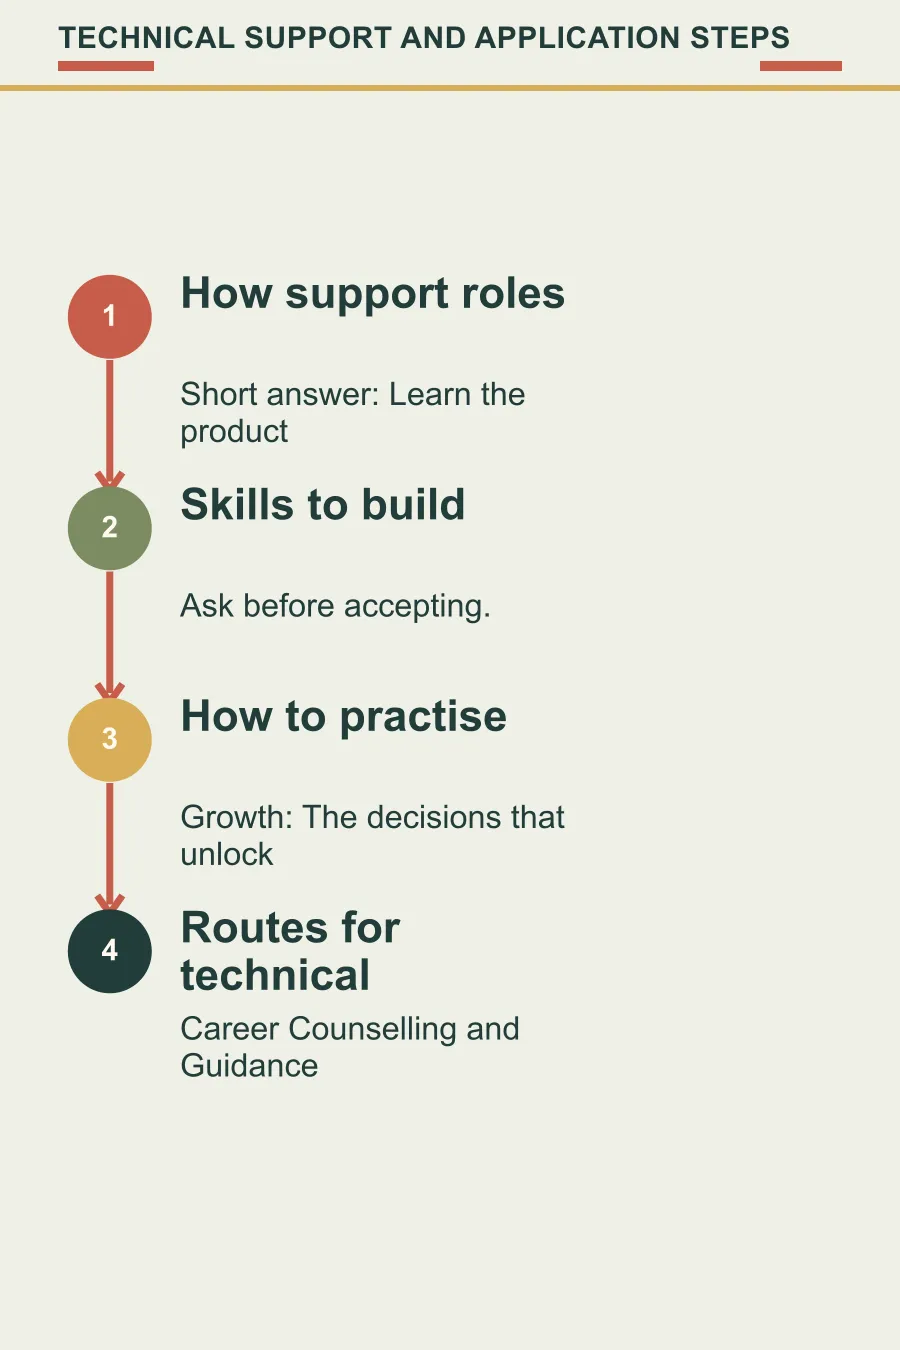 TECHNICAL SUPPORT AND APPLICATION STEPS
1
How support roles
Short answer: Learn the
product
2
Skills to build
Ask before accepting.
3
How to practise
Growth: The decisions that
unlock
4
Routes for
technical
Career Counselling and
Guidance